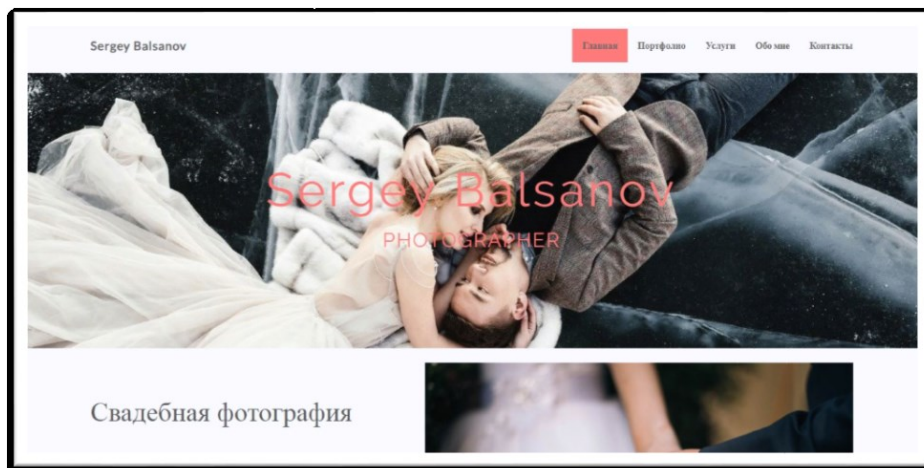 Sergey Balsanov
Главная Портфолио Услуги Обо мне Контакты
Sergey Balsanov
PHOTOGRAPHER
Свадебная фотография